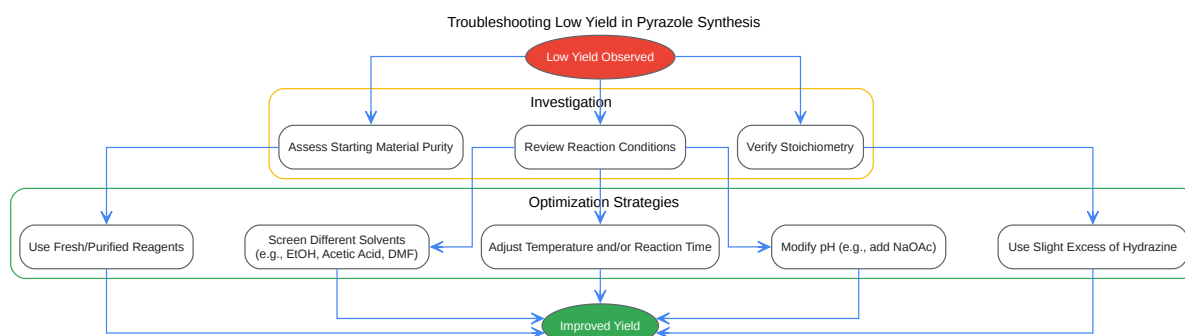 Troubleshooting Low Yield in Pyrazole Synthesis
Low Yield Observed
Investigation
Assess Starting Material Purity
Review Reaction Conditions
Verify Stoichiometry
Optimization Strategies
Use Fresh/Purified Reagents
Screen Different Solvents
(e.g., EtOH, Acetic Acid, DMF)
Adjust Temperature and/or Reaction Time
Modify pH (e.g., add NaOAc)
Use Slight Excess of Hydrazine
Improved Yield